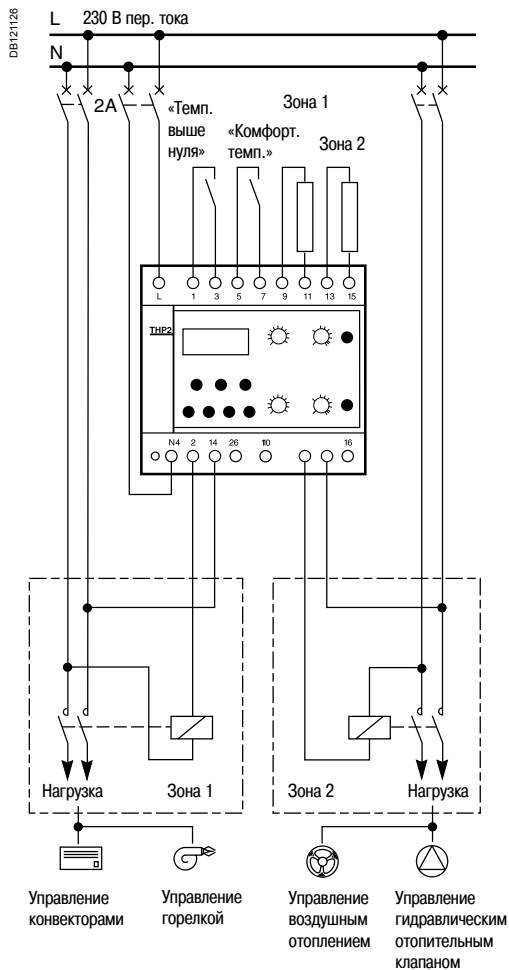 DB121126
L 230 В пер. тока
N
2A
«Темп.
выше
нуля»
«Комфорт.
темп.»
Зона 1
Зона 2
L 1 3 5 7 9 11 13 15
THP2
N4 2 14 26 10 16
Нагрузка Зона 1
Зона 2 Нагрузка
Управление
конвекторами
Управление
горелкой
Управление
воздушным
отоплением
Управление
гидравлическим
отопительным
клапаном